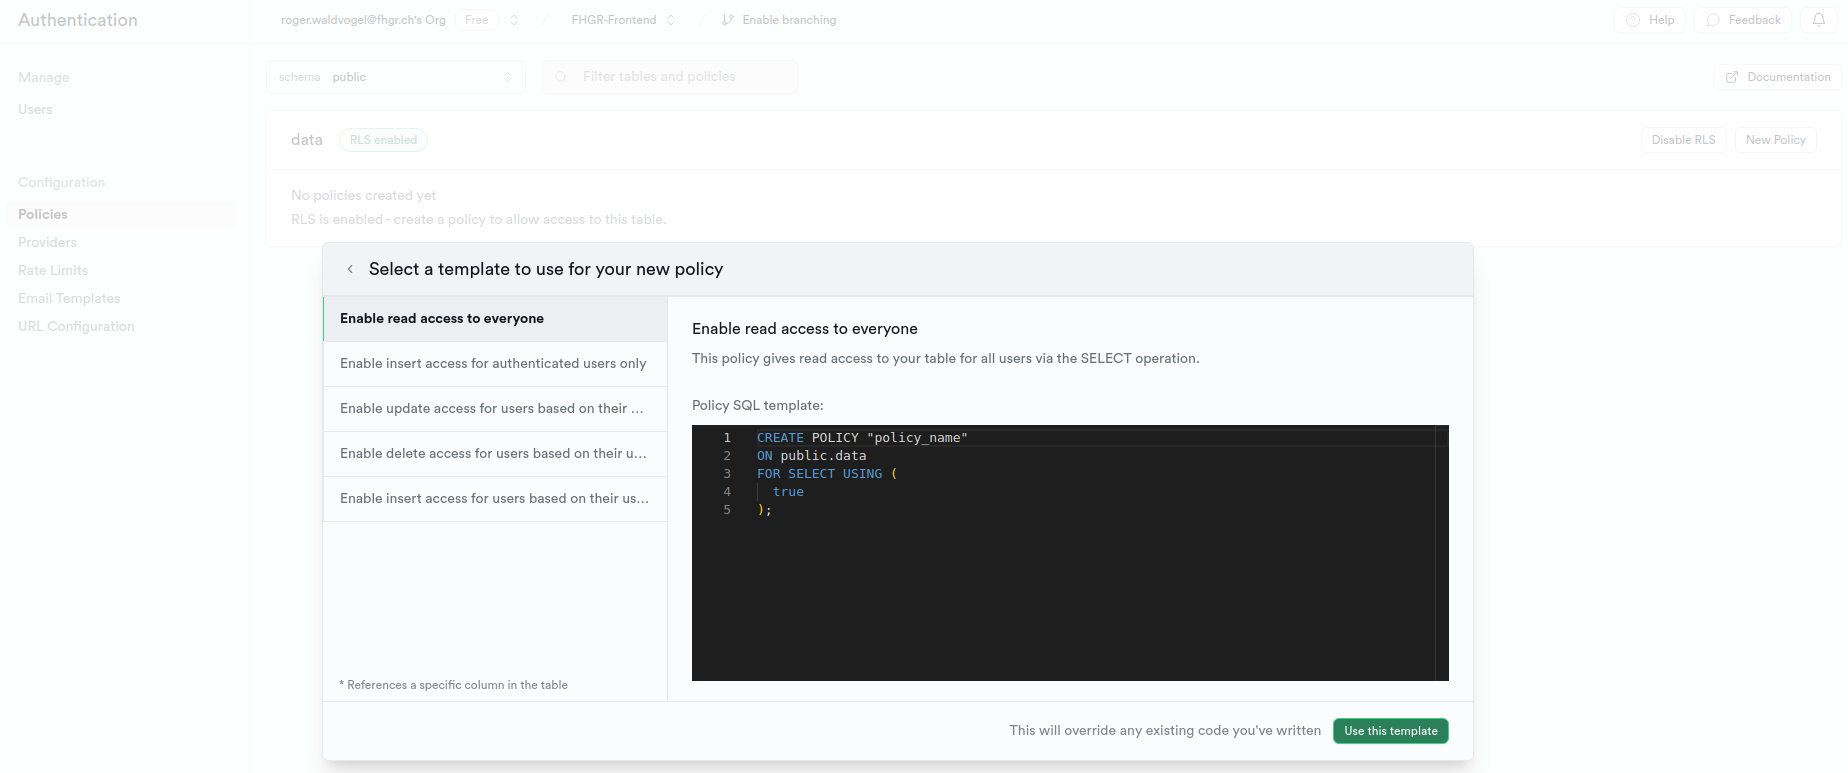 Authentication
roger.waldvogel@fhgr.ch's Org Free / FHGR-Frontend / Enable branching
Help Feedback
Manage
Users
Configuration
Policies
Providers
Rate Limits
Email Templates
URL Configuration
schema public
Filter tables and policies
Documentation
data RLS enabled
Disable RLS New Policy
No policies created yet
RLS is enabled - create a policy to allow access to this table.
Select a template to use for your new policy
Enable read access to everyone
Enable insert access for authenticated users only
Enable update access for users based on their ...
Enable delete access for users based on their u...
Enable insert access for users based on their us...
* References a specific column in the table
Enable read access to everyone
This policy gives read access to your table for all users via the SELECT operation.
Policy SQL template:
1 CREATE POLICY "policy_name"
2 ON public.data
3 FOR SELECT USING (
4 true
5 );
This will override any existing code you've written Use this template